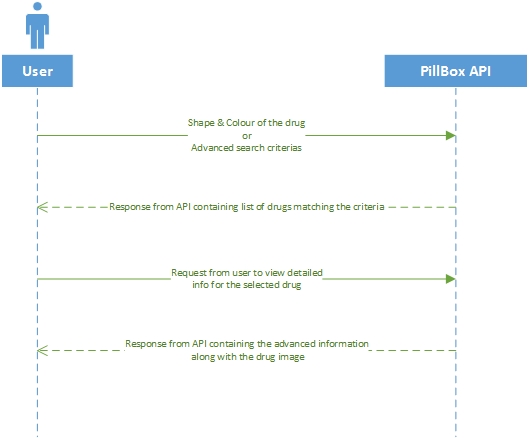 User
PillBox API
Shape & Colour of the drug
or
Advanced search criterias
Response from API containing list of drugs matching the criteria
Request from user to view detailed
info for the selected drug
Response from API containing the advanced information
along with the drug image